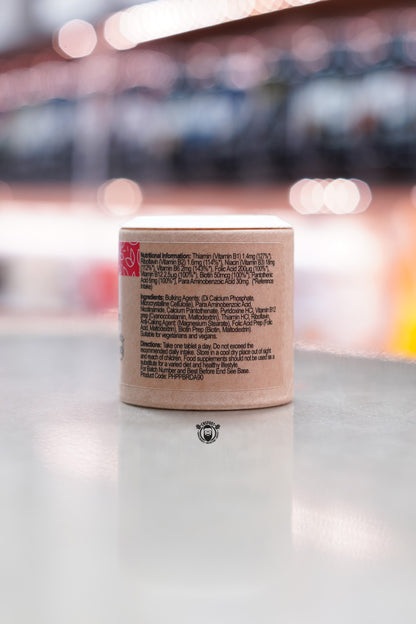 Nutritional Information: Thiamin (Vitamin B1) 1.4mg (127%*),
Riboflavin (Vitamin B2) 1.6mg (114%*), Niacin (Vitamin B3) 18mg
(112%*), Vitamin B6 2mg (143%*), Folic Acid 200µg (100%*),
Vitamin B12 2.5µg (100%*), Biotin 50mcg (100%*), Pantothenic
Acid 6mg (100%*), Para Aminobenzoic Acid 30mg. (*Reference
Intake)
Ingredients: Bulking Agents: (Di Calcium Phosphate,
Microcrystalline Cellulose), Para Aminobenzoic Acid,
Nicotinamide, Calcium Pantothenate, Pyridoxine HCl, Vitamin B12
prep (Cyanocobalamin, Maltodextrin), Thiamin HCl, Riboflavin,
Anti-Caking Agent: (Magnesium Stearate), Folic Acid Prep (Folic
Acid, Maltodextrin), Biotin Prep (Biotin, Maltodextrin).
Suitable for vegetarians and vegans.
Directions: Take one tablet a day. Do not exceed the
recommended daily intake. Store in a cool dry place out of sight
and reach of children. Food supplements should not be used as a
substitute for a varied diet and healthy lifestyle.
For Batch Number and Best Before End See Base.
Product Code: PHPPBRDA90